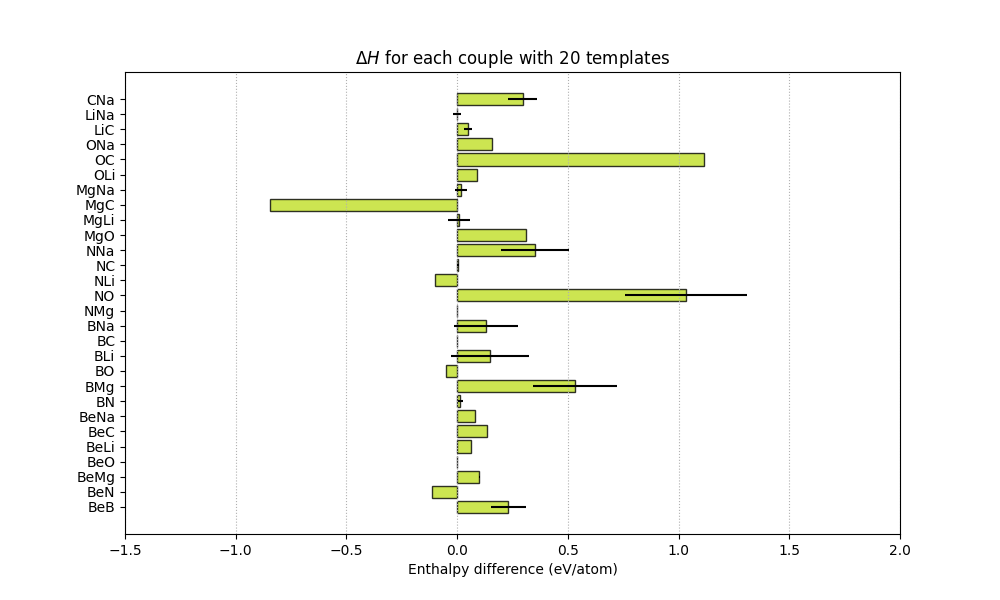 ΔH for each couple with 20 templates
CNa
LiNa
LiC
ONa
OC
OLi
MgNa
MgC
MgLi
MgO
NNa
NC
NLi
NO
NMg
BNa
BC
BLi
BO
BMg
BN
BeNa
BeC
BeLi
BeO
BeMg
BeN
BeB
−1.5 −1.0 −0.5 0.0 0.5 1.0 1.5 2.0
Enthalpy difference (eV/atom)